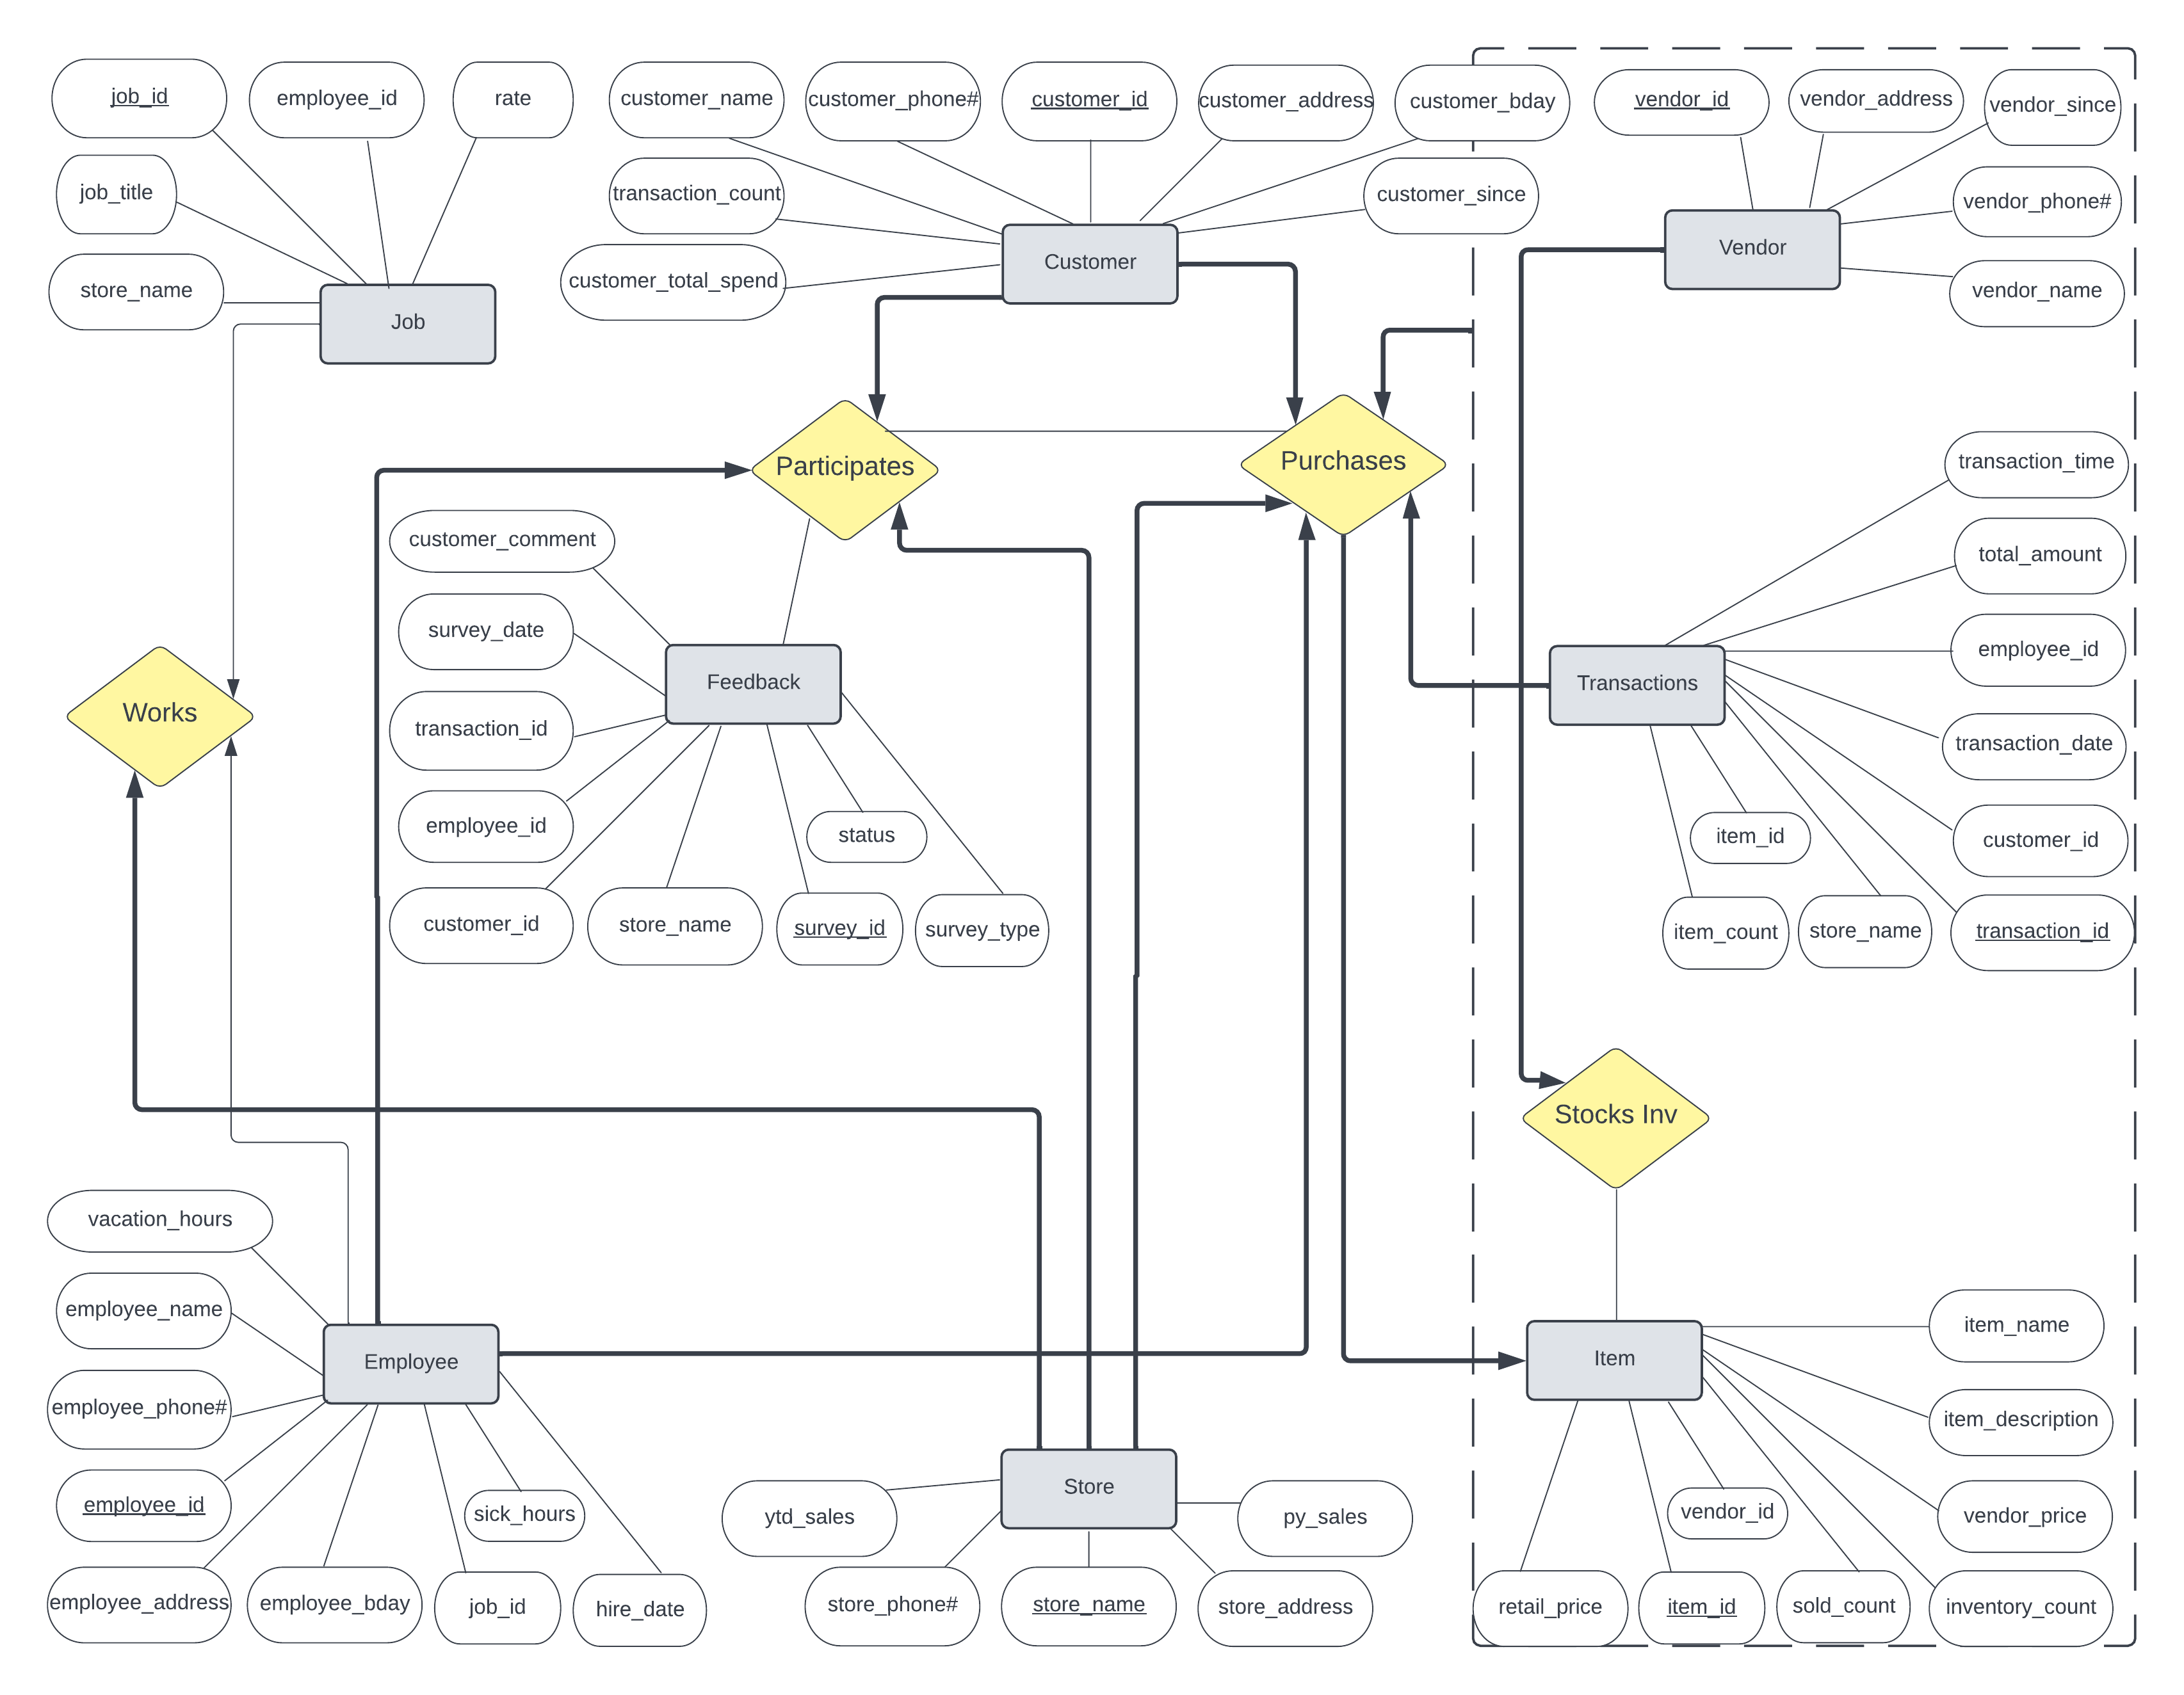 job_id
employee_id
rate
customer_name
customer_phone#
customer_id
customer_address
customer_bday
vendor_id
vendor_address
vendor_since
job_title
transaction_count
customer_since
vendor_phone#
store_name
customer_total_spend
Customer
Vendor
vendor_name
Job
Participates
Purchases
transaction_time
customer_comment
total_amount
survey_date
employee_id
Feedback
Transactions
Works
transaction_id
transaction_date
employee_id
status
item_id
customer_id
customer_id
store_name
survey_id
survey_type
item_count
store_name
transaction_id
Stocks Inv
vacation_hours
employee_name
item_name
Employee
Item
employee_phone#
item_description
employee_id
sick_hours
Store
ytd_sales
py_sales
vendor_id
vendor_price
employee_address
employee_bday
job_id
hire_date
store_phone#
store_name
store_address
retail_price
item_id
sold_count
inventory_count